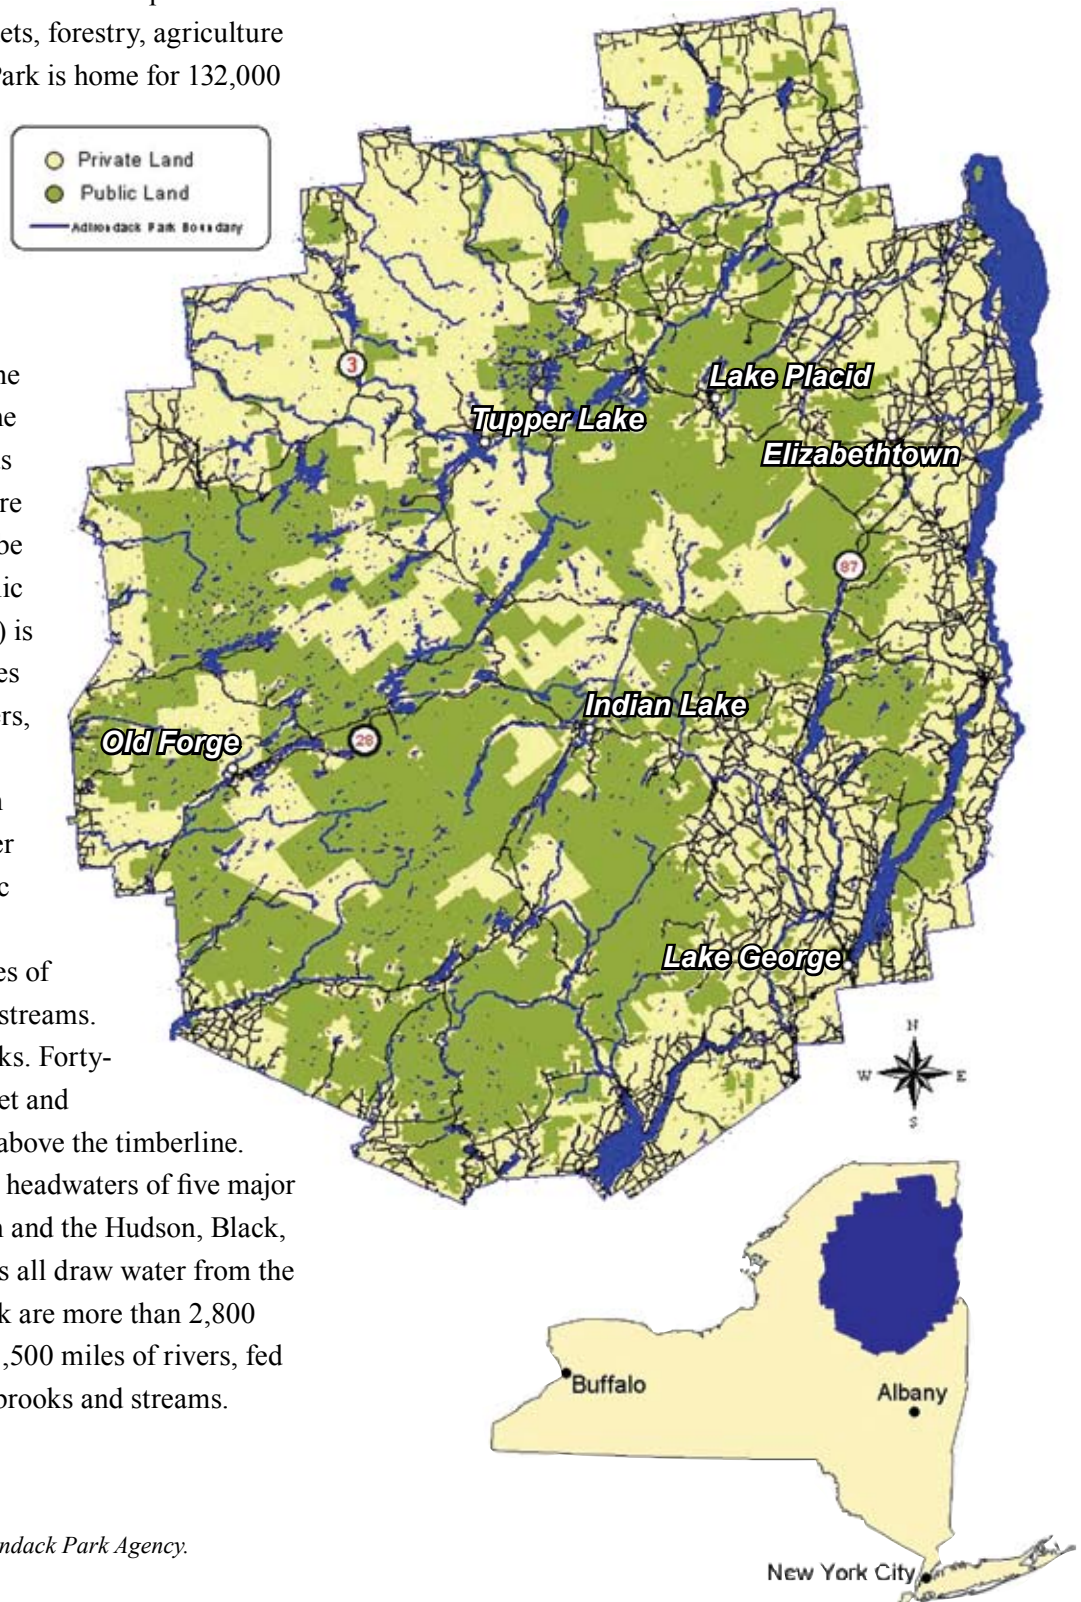 ets, forestry, agriculture
Park is home for 132,000
Private Land
Public Land
Adirondack Park Boundary
ne
ne
s
re
be
ic
) is
es
ers,
n
er
ic
es of
streams.
ks. Forty-
et and
above the timberline.
headwaters of five major
n and the Hudson, Black,
s all draw water from the
k are more than 2,800
,500 miles of rivers, fed
brooks and streams.
ndack Park Agency.
3
Lake Placid
Tupper Lake
Elizabethtown
87
Indian Lake
Old Forge
28
Lake George
N
W E
S
Buffalo
Albany
New York City